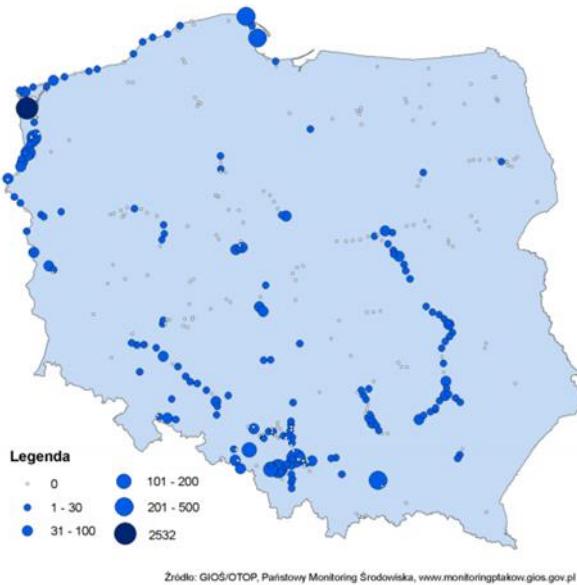 Legenda
0
1 - 30
31 - 100
101 - 200
201 - 500
2532
Źródło: GIOŚ/OTOP, Państowy Monitoring Środowiska, www.monitoringptakow.gios.gov.pl